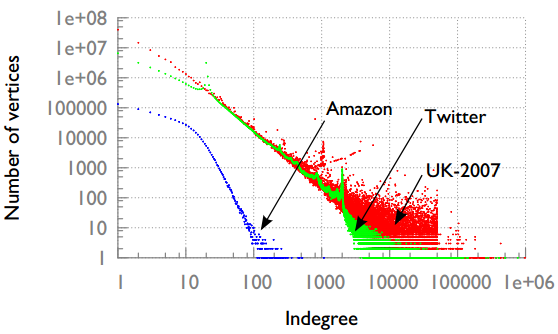 Number of vertices
1e+08
1e+07
1e+06
100000
10000
1000
100
10
1
Amazon
Twitter
UK-2007
1 10 100 1000 10000 100000 1e+06
Indegree